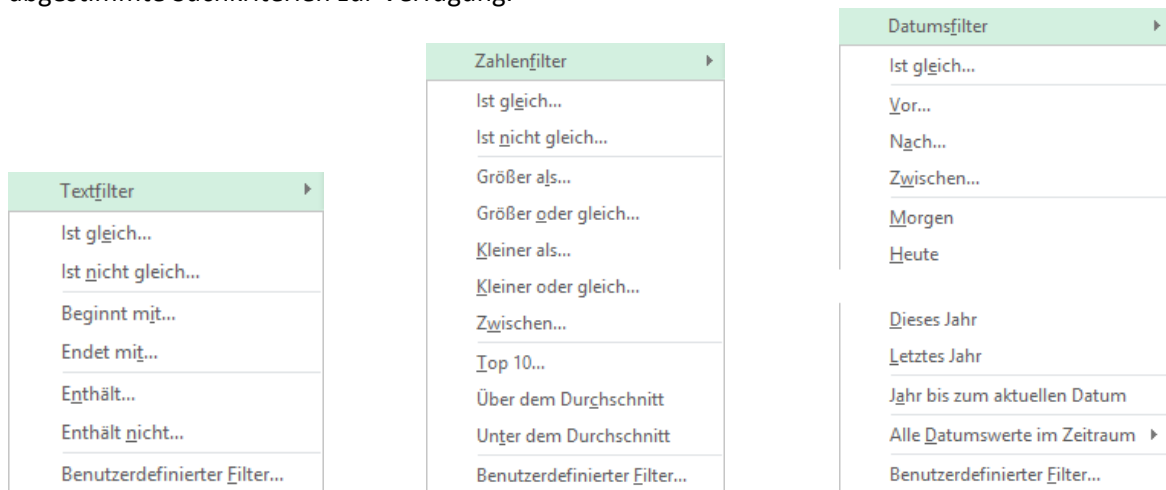 abgestimmte Suchkriterien zur Verfügung.
Textfilter
Ist gleich...
Ist nicht gleich...
Beginnt mit...
Endet mit...
Enthält...
Enthält nicht...
Benutzerdefinierter Filter...
Zahlenfilter
Ist gleich...
Ist nicht gleich...
Größer als...
Größer oder gleich...
Kleiner als...
Kleiner oder gleich...
Zwischen...
Top 10...
Über dem Durchschnitt
Unter dem Durchschnitt
Benutzerdefinierter Filter...
Datumsfilter
Ist gleich...
Vor...
Nach...
Zwischen...
Morgen
Heute
Dieses Jahr
Letztes Jahr
Jahr bis zum aktuellen Datum
Alle Datumswerte im Zeitraum
Benutzerdefinierter Filter...